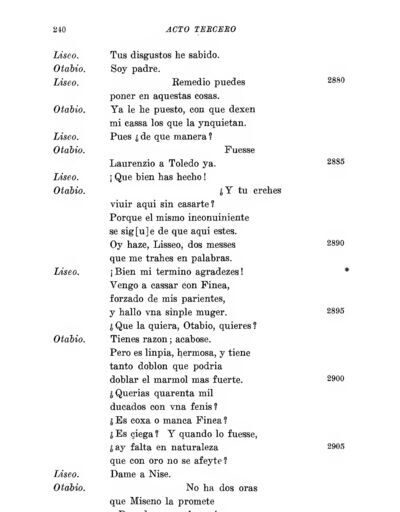 240 ACTO TERCERO
Liseo. Tus disgustos he sabido.
Otabio. Soy padre.
Liseo. Remedio puedes 2880
poner en aquestas cosas.
Otabio. Ya le he puesto, con que dexen
mi cassa los que la ynquietan.
Liseo. Pues ¿de que manera?
Otabio. Fuesse
Laurenzio a Toledo ya. 2885
Liseo. ¡Que bien has hecho!
Otabio. ¿Y tu crehes
viuir aqui sin casarte?
Porque el mismo inconuiniente
se sig[u]e de que aqui estes.
Oy haze, Lisseo, dos messes 2890
que me trahes en palabras.
Liseo. ¡Bien mi termino agradezes! *
Vengo a cassar con Finea,
forzado de mis parientes,
y hallo vna sinple muger. 2895
¿Que la quiera, Otabio, quieres?
Otabio. Tienes razon; acabose.
Pero es linpia, hermosa, y tiene
tanto doblon que podria
doblar el marmol mas fuerte. 2900
¿Querias quarenta mil
ducados con vna fenis?
¿Es coxa o manca Finea?
¿Es çiega? Y quando lo fuesse,
¿ay falta en naturaleza 2905
que con oro no se afeyte?
Liseo. Dame a Nise.
Otabio. No ha dos oras
que Miseno la promete